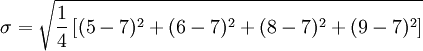 σ = √(1/4 [(5 − 7)² + (6 − 7)² + (8 − 7)² + (9 − 7)²])